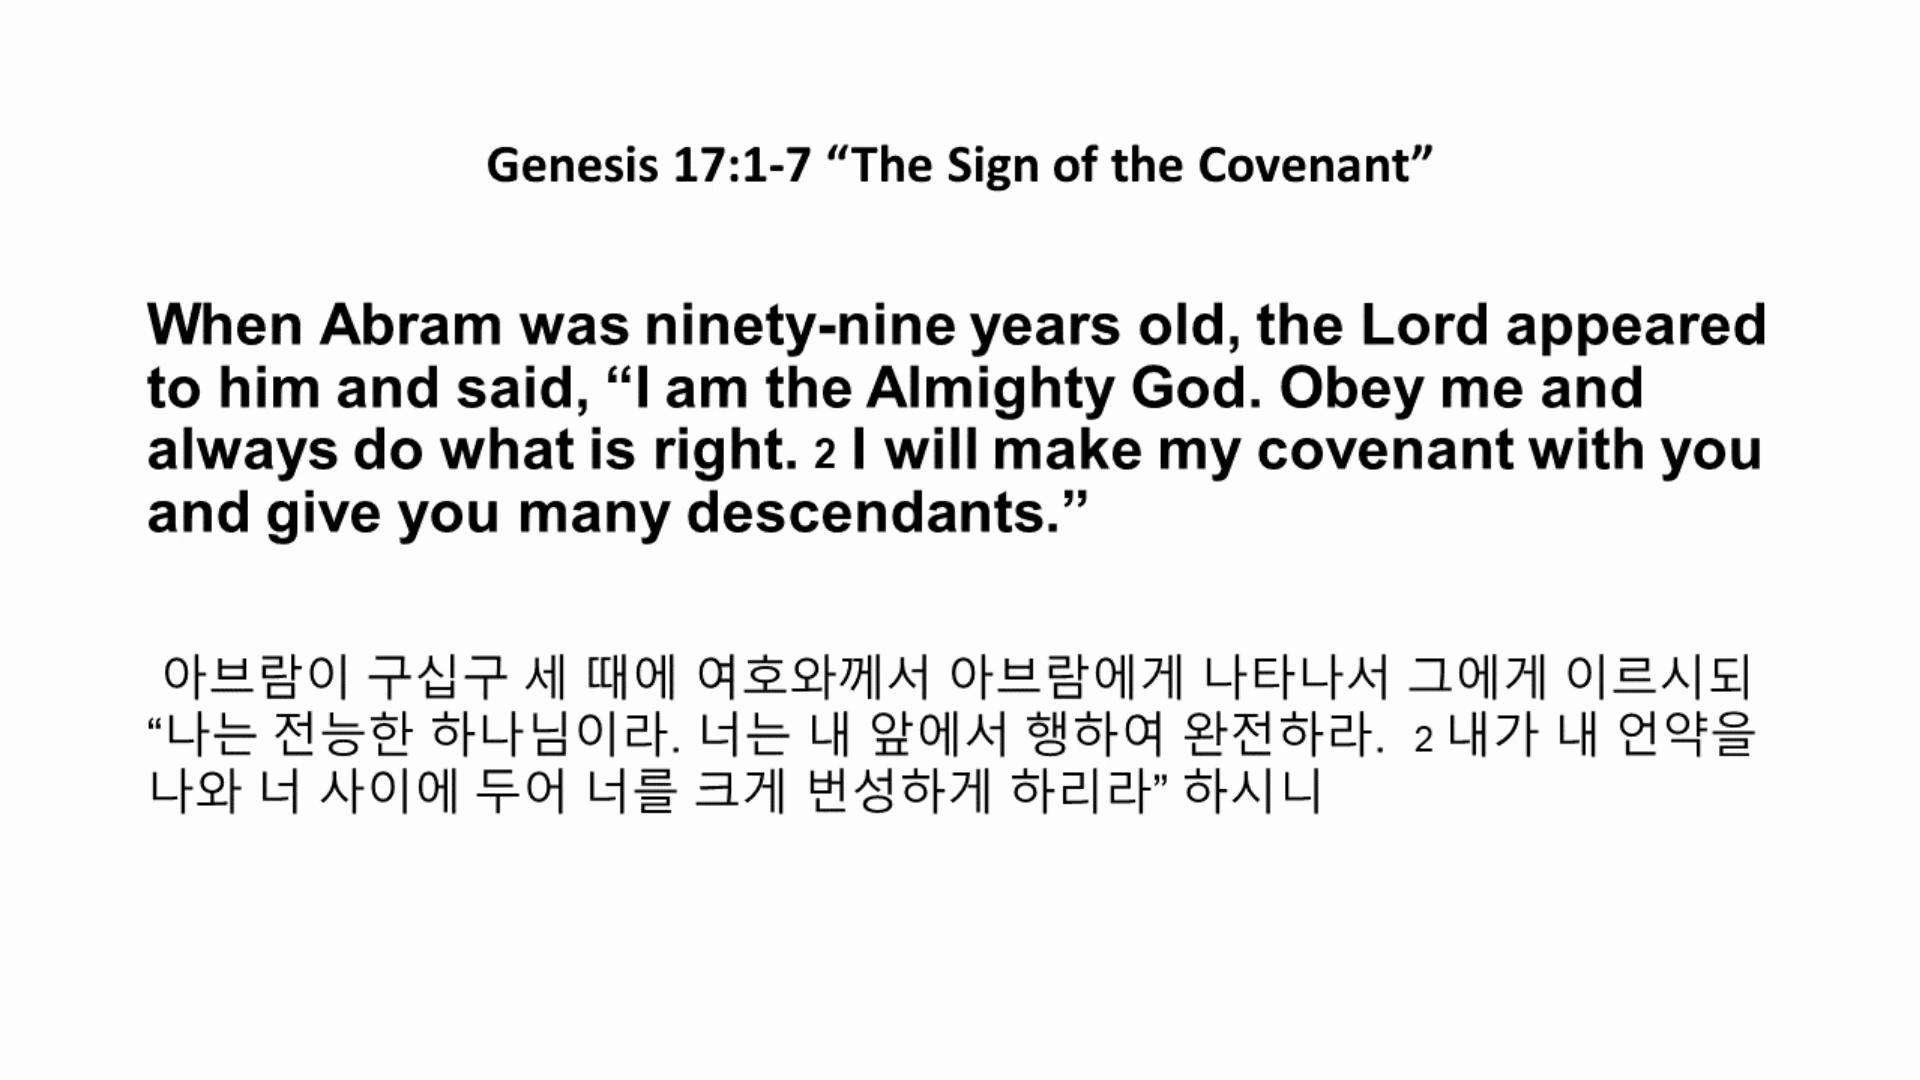 Genesis 17:1-7 “The Sign of the Covenant”
When Abram was ninety-nine years old, the Lord appeared
to him and said, “I am the Almighty God. Obey me and
always do what is right. 2 I will make my covenant with you
and give you many descendants.”
아브람이 구십구 세 때에 여호와께서 아브람에게 나타나서 그에게 이르시되
“나는 전능한 하나님이라. 너는 내 앞에서 행하여 완전하라. 2 내가 내 언약을
나와 너 사이에 두어 너를 크게 번성하게 하리라” 하시니